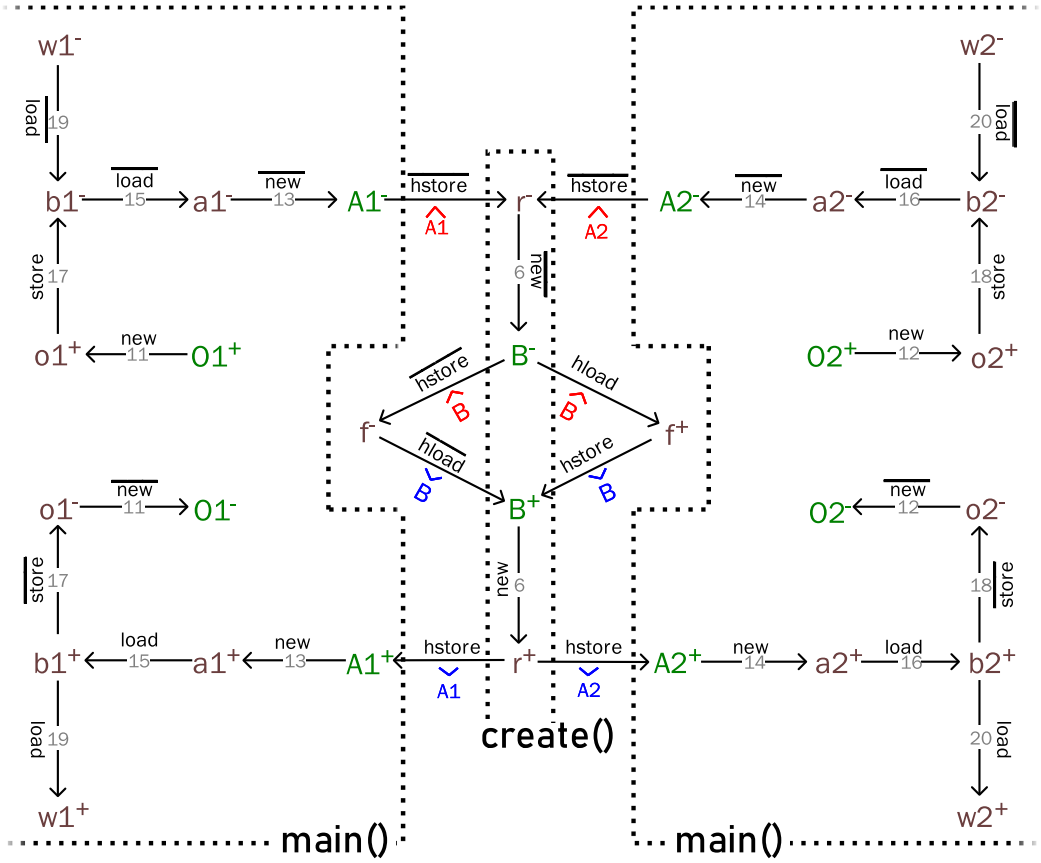 w1⁻ w2⁻
load 19 20 load
load new hstore hstore new load
b1⁻ 15 a1⁻ 13 A1⁻ r⁻ A2⁻ 14 a2⁻ 16 b2⁻
A1 A2
store 17 6 new 18 store
new new
o1⁺ 11 O1⁺ B⁻ O2⁺ 12 o2⁺
hstore hload
B B
f⁻ f⁺
hload hstore
B B
new new
o1⁻ 11 O1⁻ B⁺ O2⁻ 12 o2⁻
store 17 new 6 18 store
load new hstore hstore new load
b1⁺ 15 a1⁺ 13 A1⁺ r⁺ A2⁺ 14 a2⁺ 16 b2⁺
A1 A2
load 19 create() 20 load
w1⁺ w2⁺
main() main()